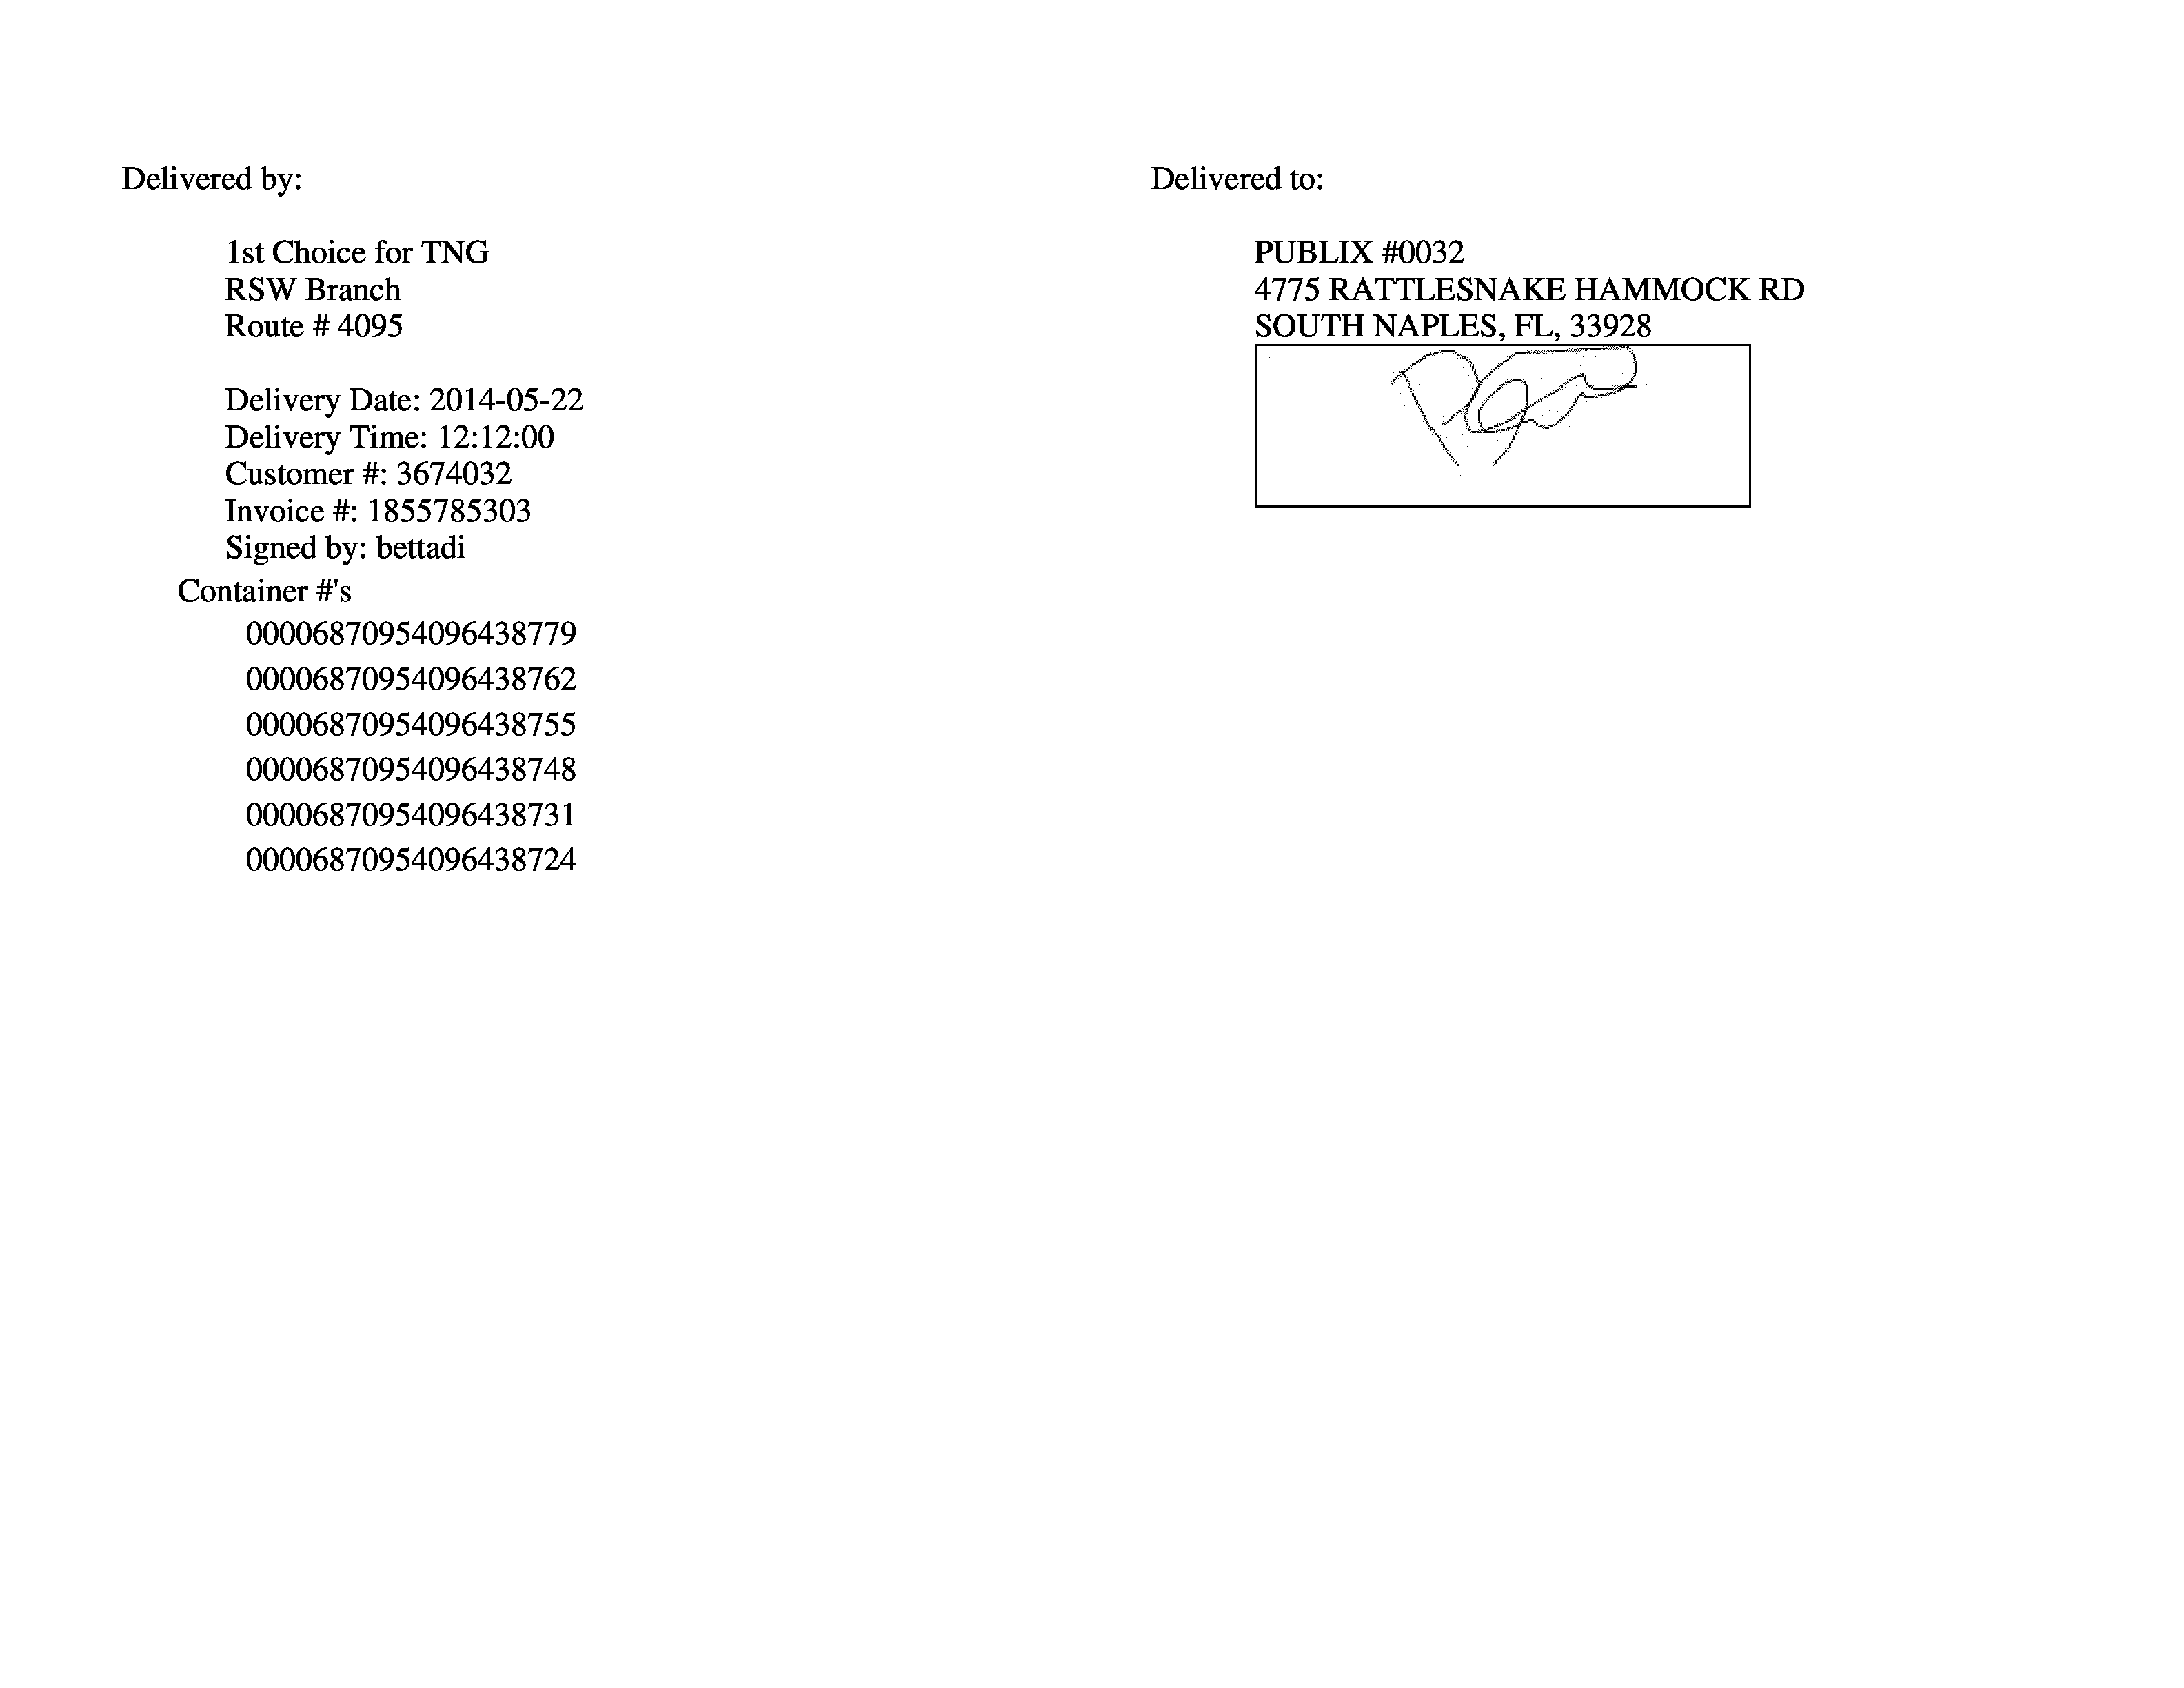 Delivered by:
1st Choice for TNG
RSW Branch
Route # 4095
Delivery Date: 2014-05-22
Delivery Time: 12:12:00
Customer #: 3674032
Invoice #: 1855785303
Signed by: bettadi
Container #'s
00006870954096438779
00006870954096438762
00006870954096438755
00006870954096438748
00006870954096438731
00006870954096438724
Delivered to:
PUBLIX #0032
4775 RATTLESNAKE HAMMOCK RD
SOUTH NAPLES, FL, 33928